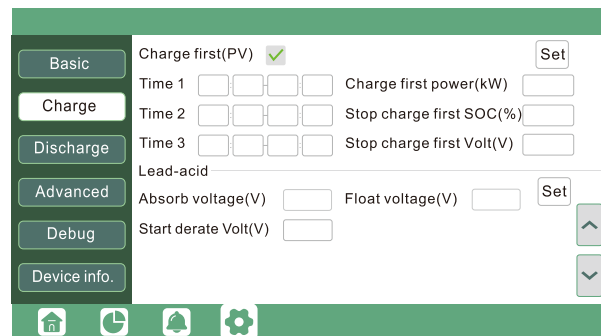 Basic
Charge
Discharge
Advanced
Debug
Device info.
Charge first(PV) Set
Time 1 : - : Charge first power(kW)
Time 2 : - : Stop charge first SOC(%)
Time 3 : - : Stop charge first Volt(V)
Lead-acid
Absorb voltage(V) Float voltage(V) Set
Start derate Volt(V)